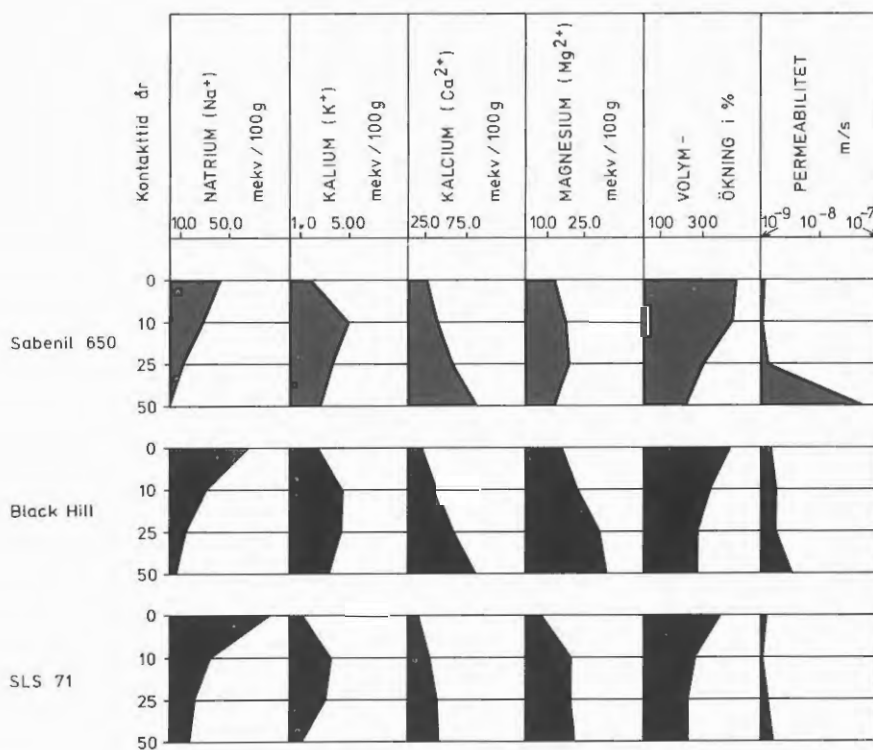 Kontakttid år
NATRIUM (Na+)
mekv / 100g
KALIUM (K+)
mekv / 100g
KALCIUM (Ca2+)
mekv / 100g
MAGNESIUM (Mg2+)
mekv / 100g
VOLYM-
ÖKNING i %
PERMEABILITET
m/s
10.0 50.0 1.0 5.00 25.0 75.0 10.0 25.0 100 300 10-9 10-8 10-7
Sabenil 650
0
10
25
50
Black Hill
0
10
25
50
SLS 71
0
10
25
50